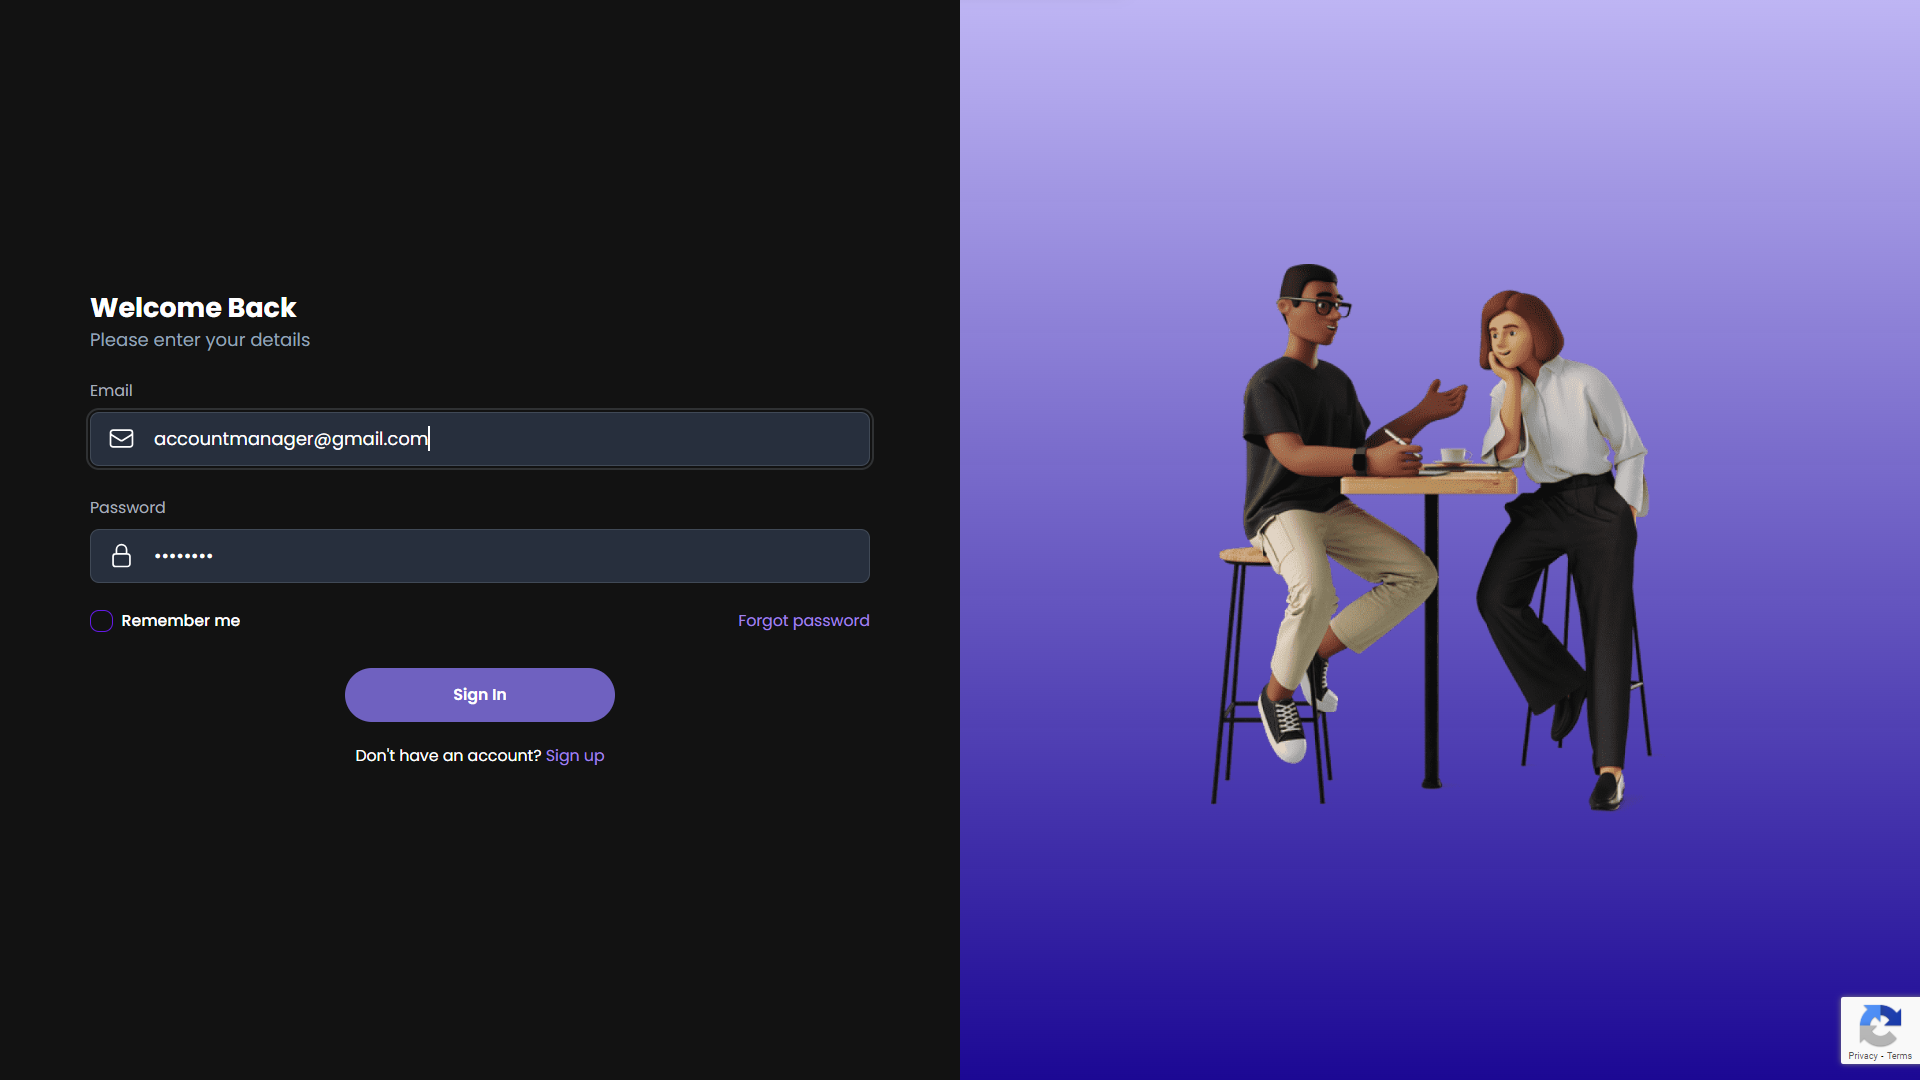 Welcome Back
Please enter your details
Email
accountmanager@gmail.com
Password
••••••••
Remember me
Forgot password
Sign In
Don't have an account? Sign up
Privacy - Terms